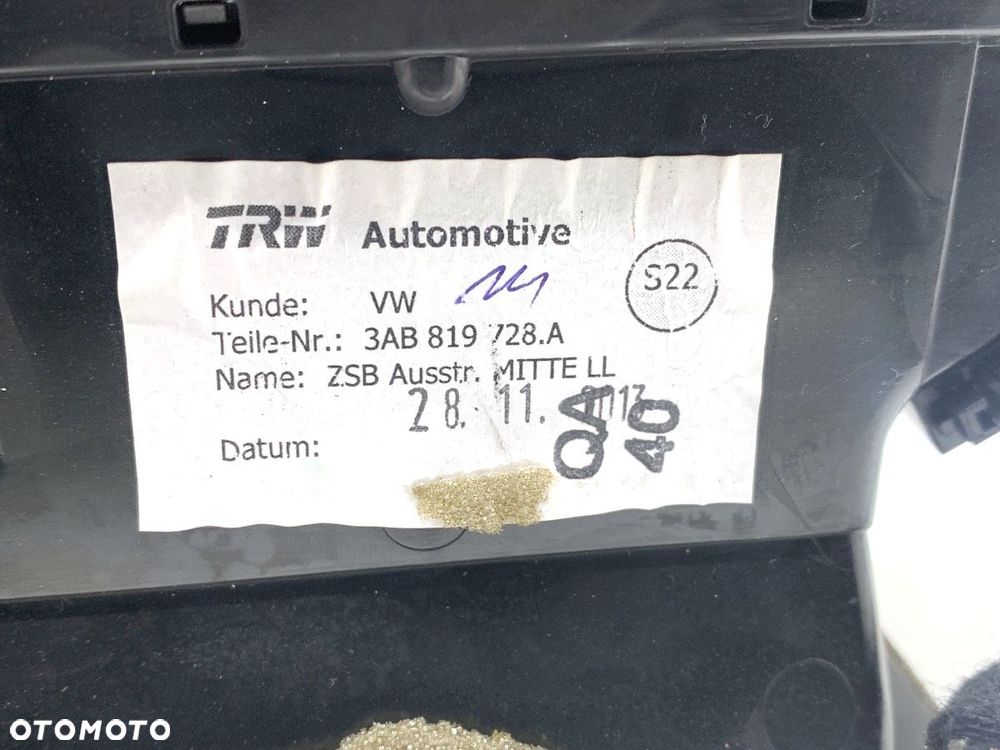 TRW Automotive
S22
Kunde: VW
Teile-Nr.: 3AB 819 728.A
Name: ZSB Ausstr. MITTE LL
28. 11.
QA
40
Datum:
OTOMOTO